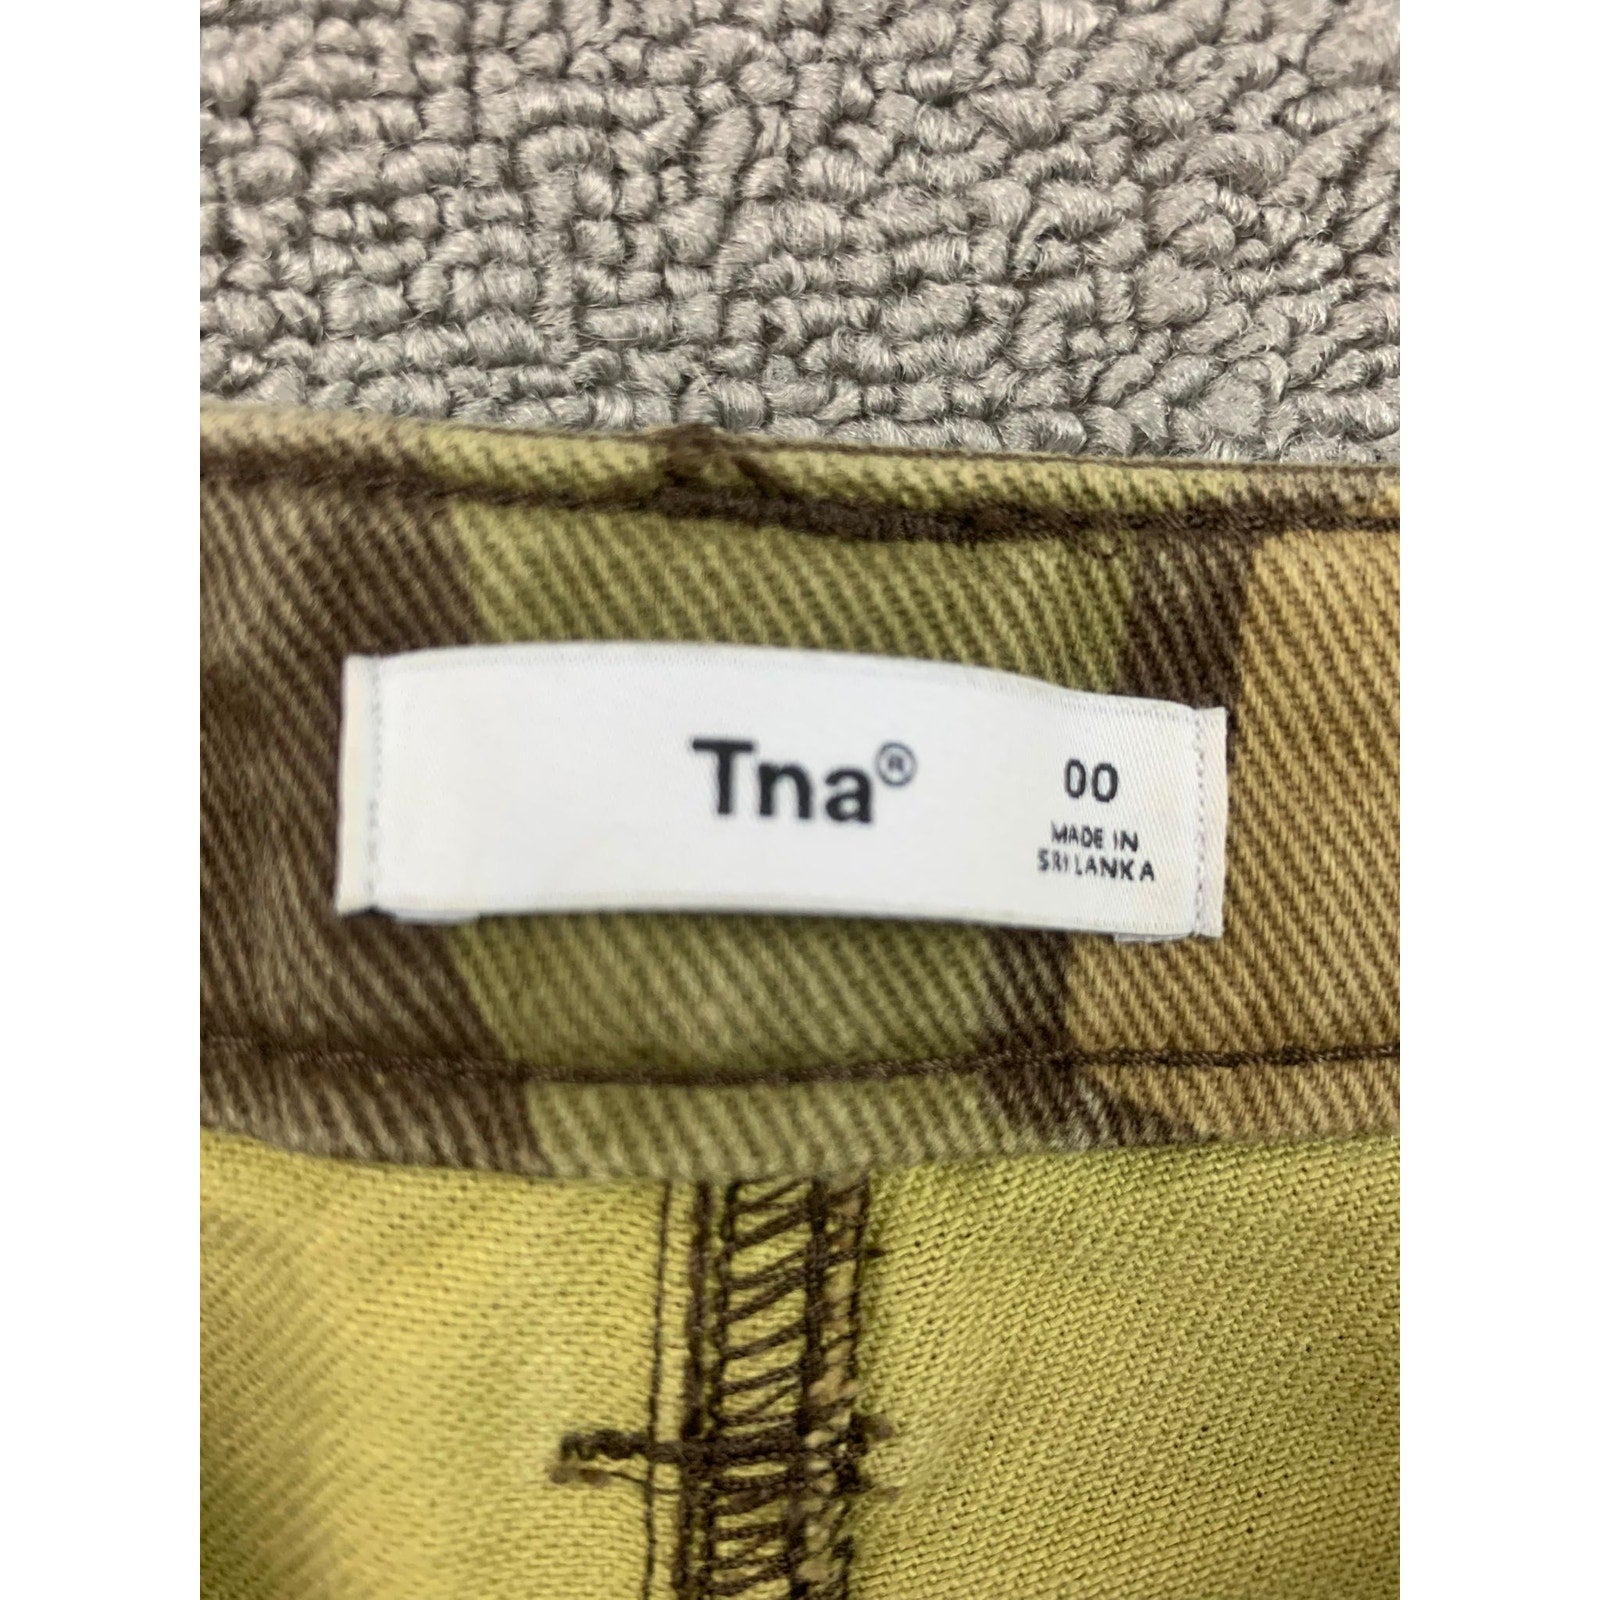 Tna®
00
MADE IN
SRI LANKA